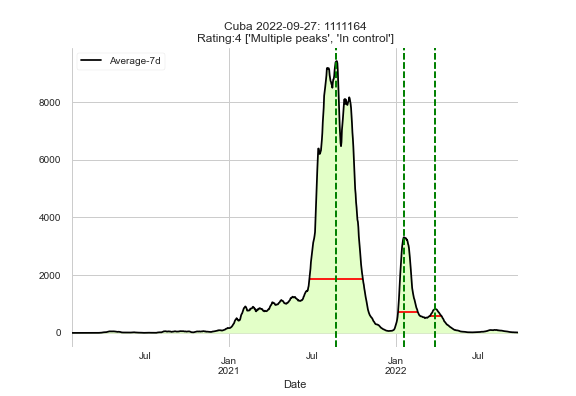 Cuba 2022-09-27: 1111164
Rating:4 ['Multiple peaks', 'In control']
Average-7d
8000
6000
4000
2000
0
Jul
Jan
2021
Jul
Jan
2022
Jul
Date